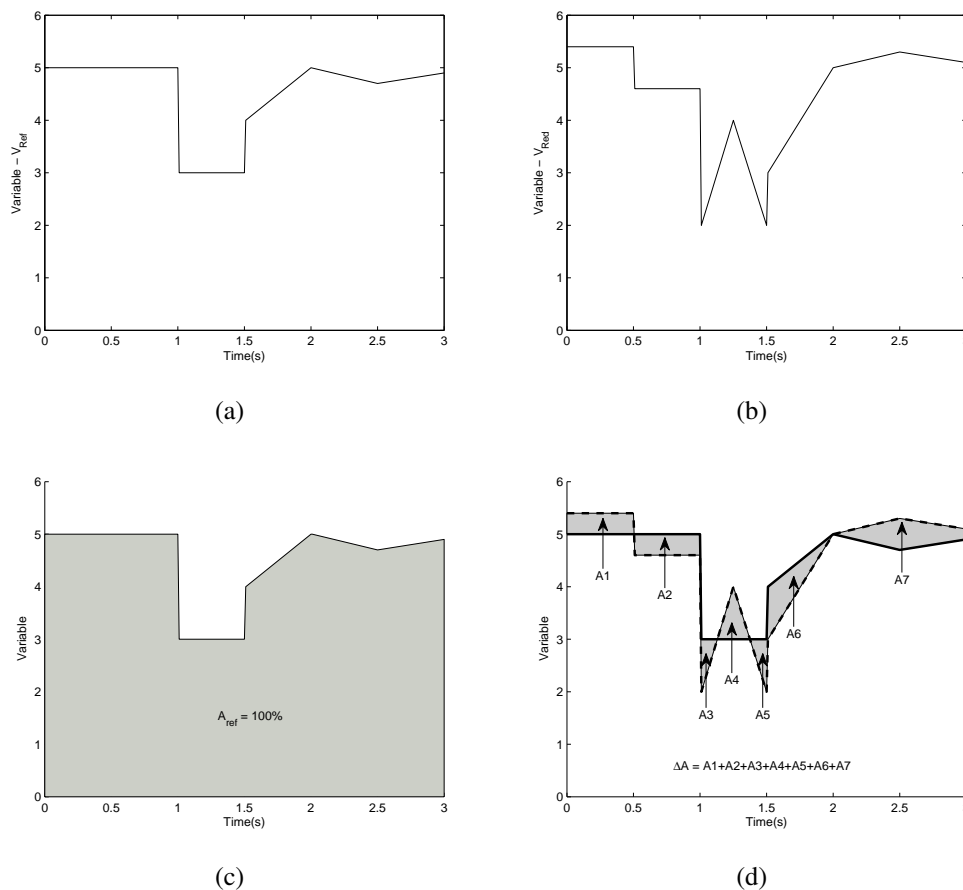 6
5
4
3
2
1
0
Variable − V_Ref
0 0.5 1 1.5 2 2.5 3
Time(s)
(a)
6
5
4
3
2
1
0
Variable − V_Red
0 0.5 1 1.5 2 2.5
Time(s)
(b)
6
5
4
3
2
1
0
Variable
A_ref = 100%
0 0.5 1 1.5 2 2.5 3
Time(s)
(c)
6
5
4
3
2
1
0
Variable
A1
A2
A3
A4
A5
A6
A7
ΔA = A1+A2+A3+A4+A5+A6+A7
0 0.5 1 1.5 2 2.5
Time(s)
(d)